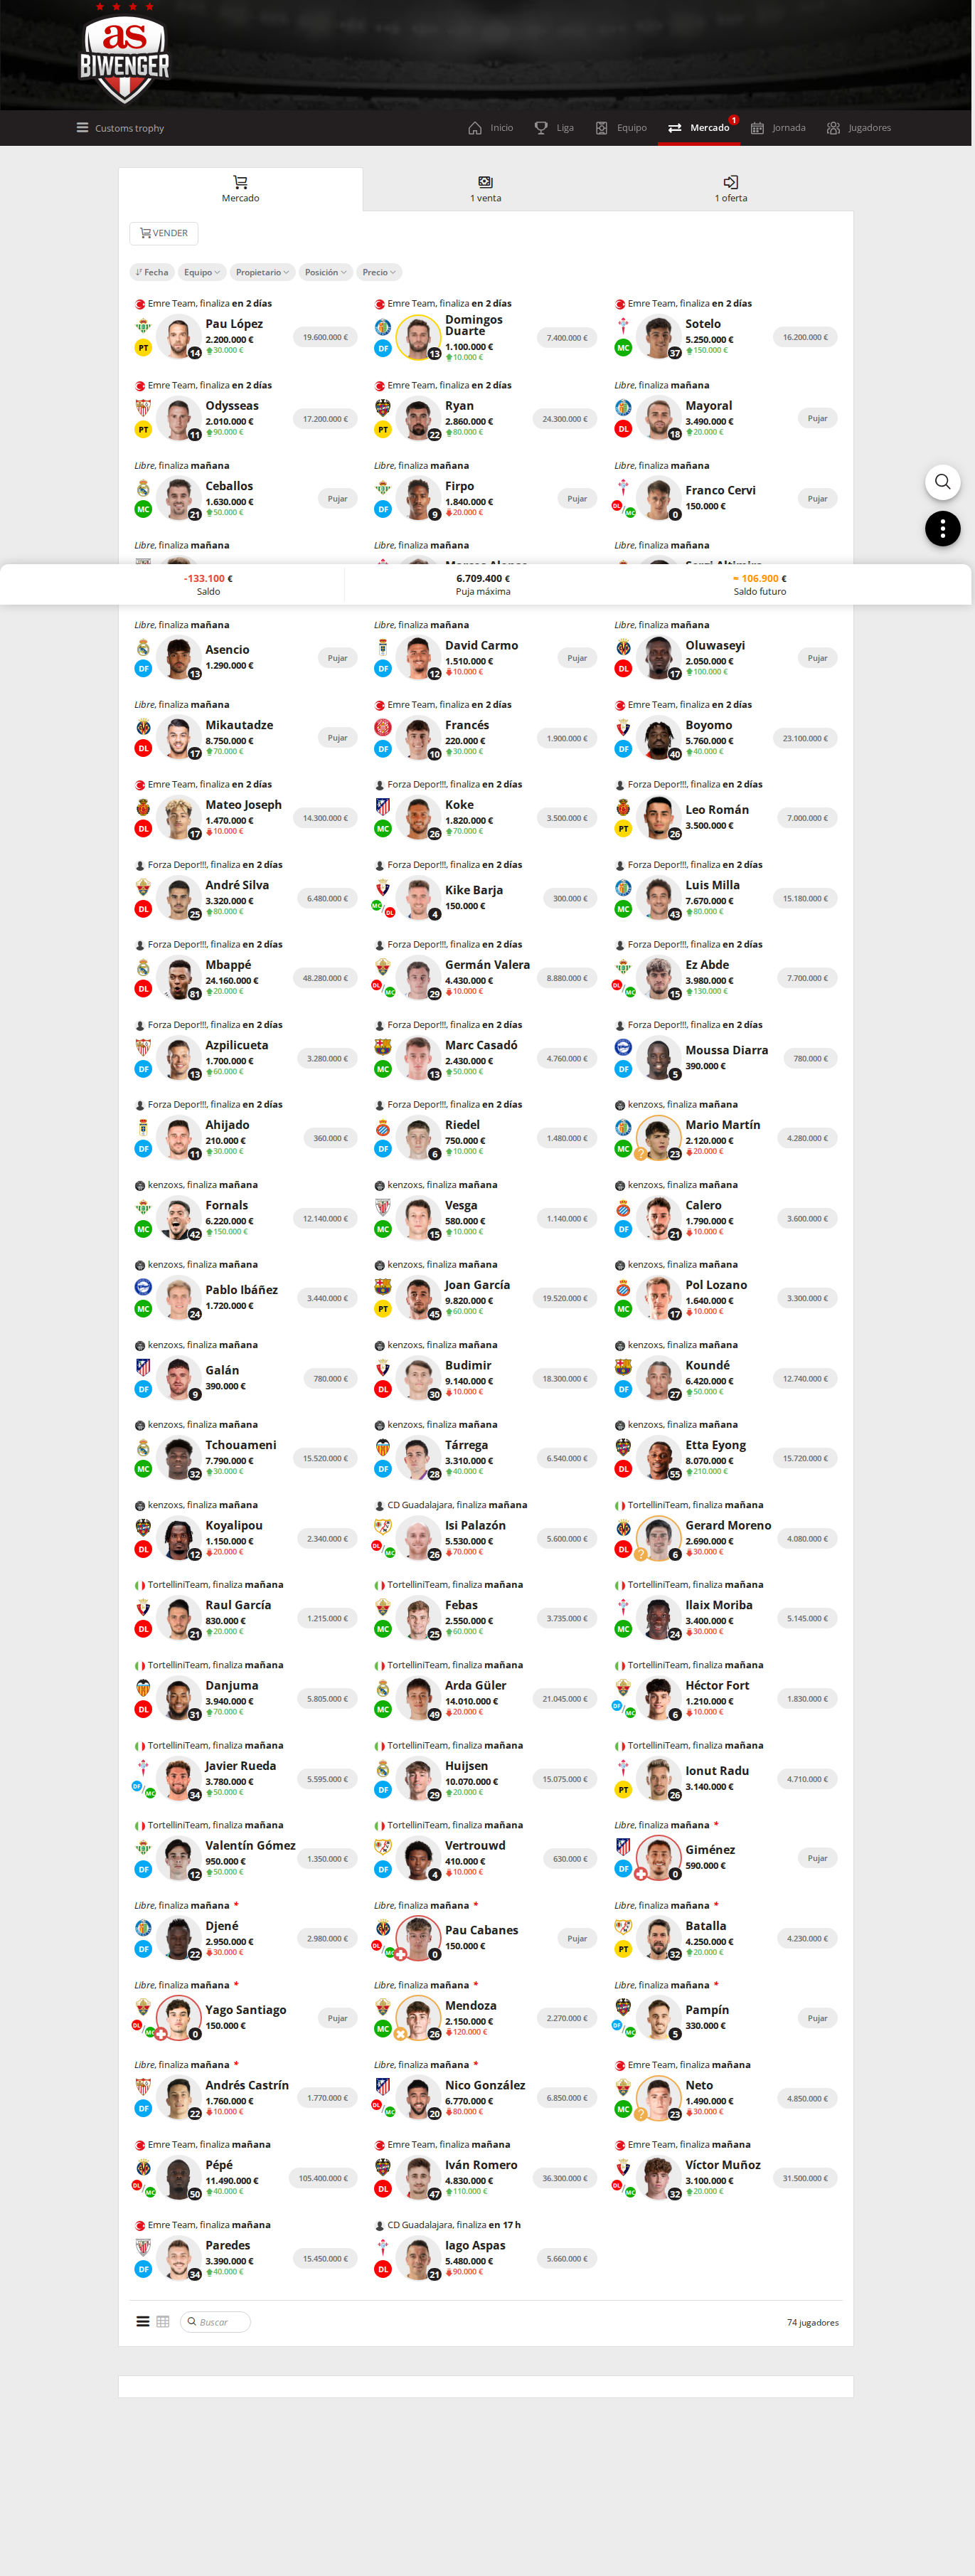 as
BIWENGER
Customs trophy
Inicio
Liga
Equipo
Mercado
1
Jornada
Jugadores
Mercado
1 venta
1 oferta
VENDER
Fecha
Equipo
Propietario
Posición
Precio
Emre Team, finaliza en 2 días
PT
14
Pau López
2.200.000 €
30.000 €
19.600.000 €
Emre Team, finaliza en 2 días
DF
13
Domingos
Duarte
1.100.000 €
10.000 €
7.400.000 €
Emre Team, finaliza en 2 días
MC
37
Sotelo
5.250.000 €
150.000 €
16.200.000 €
Emre Team, finaliza en 2 días
PT
11
Odysseas
2.010.000 €
90.000 €
17.200.000 €
Emre Team, finaliza en 2 días
PT
22
Ryan
2.860.000 €
80.000 €
24.300.000 €
Libre, finaliza mañana
DL
18
Mayoral
3.490.000 €
20.000 €
Pujar
Libre, finaliza mañana
MC
21
Ceballos
1.630.000 €
50.000 €
Pujar
Libre, finaliza mañana
DF
9
Firpo
1.840.000 €
20.000 €
Pujar
Libre, finaliza mañana
DL
MC
0
Franco Cervi
150.000 €
Pujar
Libre, finaliza mañana
Libre, finaliza mañana
Libre, finaliza mañana
-133.100 €
Saldo
6.709.400 €
Puja máxima
= 106.900 €
Saldo futuro
Libre, finaliza mañana
DF
13
Asencio
1.290.000 €
Pujar
Libre, finaliza mañana
DF
12
David Carmo
1.510.000 €
10.000 €
Pujar
Libre, finaliza mañana
DL
17
Oluwaseyi
2.050.000 €
100.000 €
Pujar
Libre, finaliza mañana
DL
17
Mikautadze
8.750.000 €
70.000 €
Pujar
Emre Team, finaliza en 2 días
DF
10
Francés
220.000 €
30.000 €
1.900.000 €
Emre Team, finaliza en 2 días
DF
40
Boyomo
5.760.000 €
40.000 €
23.100.000 €
Emre Team, finaliza en 2 días
DL
17
Mateo Joseph
1.470.000 €
10.000 €
14.300.000 €
Forza Depor!!!, finaliza en 2 días
MC
26
Koke
1.820.000 €
70.000 €
3.500.000 €
Forza Depor!!!, finaliza en 2 días
PT
26
Leo Román
3.500.000 €
7.000.000 €
Forza Depor!!!, finaliza en 2 días
DL
25
André Silva
3.320.000 €
80.000 €
6.480.000 €
Forza Depor!!!, finaliza en 2 días
MC
DL
4
Kike Barja
150.000 €
300.000 €
Forza Depor!!!, finaliza en 2 días
MC
43
Luis Milla
7.670.000 €
80.000 €
15.180.000 €
Forza Depor!!!, finaliza en 2 días
DL
81
Mbappé
24.160.000 €
20.000 €
48.280.000 €
Forza Depor!!!, finaliza en 2 días
DL
MC
29
Germán Valera
4.430.000 €
10.000 €
8.880.000 €
Forza Depor!!!, finaliza en 2 días
DL
MC
15
Ez Abde
3.980.000 €
130.000 €
7.700.000 €
Forza Depor!!!, finaliza en 2 días
DF
13
Azpilicueta
1.700.000 €
60.000 €
3.280.000 €
Forza Depor!!!, finaliza en 2 días
MC
13
Marc Casadó
2.430.000 €
50.000 €
4.760.000 €
Forza Depor!!!, finaliza en 2 días
DF
5
Moussa Diarra
390.000 €
780.000 €
Forza Depor!!!, finaliza en 2 días
DF
11
Ahijado
210.000 €
30.000 €
360.000 €
Forza Depor!!!, finaliza en 2 días
DF
6
Riedel
750.000 €
10.000 €
1.480.000 €
kenzoxs, finaliza mañana
MC
?
23
Mario Martín
2.120.000 €
20.000 €
4.280.000 €
kenzoxs, finaliza mañana
MC
42
Fornals
6.220.000 €
150.000 €
12.140.000 €
kenzoxs, finaliza mañana
MC
15
Vesga
580.000 €
10.000 €
1.140.000 €
kenzoxs, finaliza mañana
DF
21
Calero
1.790.000 €
10.000 €
3.600.000 €
kenzoxs, finaliza mañana
MC
24
Pablo Ibáñez
1.720.000 €
3.440.000 €
kenzoxs, finaliza mañana
PT
45
Joan García
9.820.000 €
60.000 €
19.520.000 €
kenzoxs, finaliza mañana
MC
17
Pol Lozano
1.640.000 €
10.000 €
3.300.000 €
kenzoxs, finaliza mañana
DF
9
Galán
390.000 €
780.000 €
kenzoxs, finaliza mañana
DL
30
Budimir
9.140.000 €
10.000 €
18.300.000 €
kenzoxs, finaliza mañana
DF
27
Koundé
6.420.000 €
50.000 €
12.740.000 €
kenzoxs, finaliza mañana
MC
32
Tchouameni
7.790.000 €
30.000 €
15.520.000 €
kenzoxs, finaliza mañana
DF
28
Tárrega
3.310.000 €
40.000 €
6.540.000 €
kenzoxs, finaliza mañana
DL
55
Etta Eyong
8.070.000 €
210.000 €
15.720.000 €
kenzoxs, finaliza mañana
DL
12
Koyalipou
1.150.000 €
20.000 €
2.340.000 €
CD Guadalajara, finaliza mañana
DL
MC
26
Isi Palazón
5.530.000 €
70.000 €
5.600.000 €
TortelliniTeam, finaliza mañana
DL
?
6
Gerard Moreno
2.690.000 €
30.000 €
4.080.000 €
TortelliniTeam, finaliza mañana
DL
21
Raul García
830.000 €
20.000 €
1.215.000 €
TortelliniTeam, finaliza mañana
MC
25
Febas
2.550.000 €
60.000 €
3.735.000 €
TortelliniTeam, finaliza mañana
MC
24
Ilaix Moriba
3.400.000 €
30.000 €
5.145.000 €
TortelliniTeam, finaliza mañana
DL
31
Danjuma
3.940.000 €
70.000 €
5.805.000 €
TortelliniTeam, finaliza mañana
MC
49
Arda Güler
14.010.000 €
20.000 €
21.045.000 €
TortelliniTeam, finaliza mañana
DF
MC
6
Héctor Fort
1.210.000 €
10.000 €
1.830.000 €
TortelliniTeam, finaliza mañana
DF
MC
34
Javier Rueda
3.780.000 €
50.000 €
5.595.000 €
TortelliniTeam, finaliza mañana
DF
29
Huijsen
10.070.000 €
20.000 €
15.075.000 €
TortelliniTeam, finaliza mañana
PT
26
Ionut Radu
3.140.000 €
4.710.000 €
TortelliniTeam, finaliza mañana
DF
12
Valentín Gómez
950.000 €
50.000 €
1.350.000 €
TortelliniTeam, finaliza mañana
DF
4
Vertrouwd
410.000 €
10.000 €
630.000 €
Libre, finaliza mañana *
DF
0
Giménez
590.000 €
Pujar
Libre, finaliza mañana *
DF
22
Djené
2.950.000 €
30.000 €
2.980.000 €
Libre, finaliza mañana *
DL
MC
0
Pau Cabanes
150.000 €
Pujar
Libre, finaliza mañana *
PT
32
Batalla
4.250.000 €
20.000 €
4.230.000 €
Libre, finaliza mañana *
DL
MC
0
Yago Santiago
150.000 €
Pujar
Libre, finaliza mañana *
MC
26
Mendoza
2.150.000 €
120.000 €
2.270.000 €
Libre, finaliza mañana *
DF
MC
5
Pampín
330.000 €
Pujar
Libre, finaliza mañana *
DF
22
Andrés Castrín
1.760.000 €
10.000 €
1.770.000 €
Libre, finaliza mañana *
DL
MC
20
Nico González
6.770.000 €
80.000 €
6.850.000 €
Emre Team, finaliza mañana
MC
?
23
Neto
1.490.000 €
30.000 €
4.850.000 €
Emre Team, finaliza mañana
DL
MC
50
Pépé
11.490.000 €
40.000 €
105.400.000 €
Emre Team, finaliza mañana
DL
47
Iván Romero
4.830.000 €
110.000 €
36.300.000 €
Emre Team, finaliza mañana
DL
MC
32
Víctor Muñoz
3.100.000 €
20.000 €
31.500.000 €
Emre Team, finaliza mañana
DF
34
Paredes
3.390.000 €
40.000 €
15.450.000 €
CD Guadalajara, finaliza en 17 h
DL
21
Iago Aspas
5.480.000 €
90.000 €
5.660.000 €
Buscar
74 jugadores